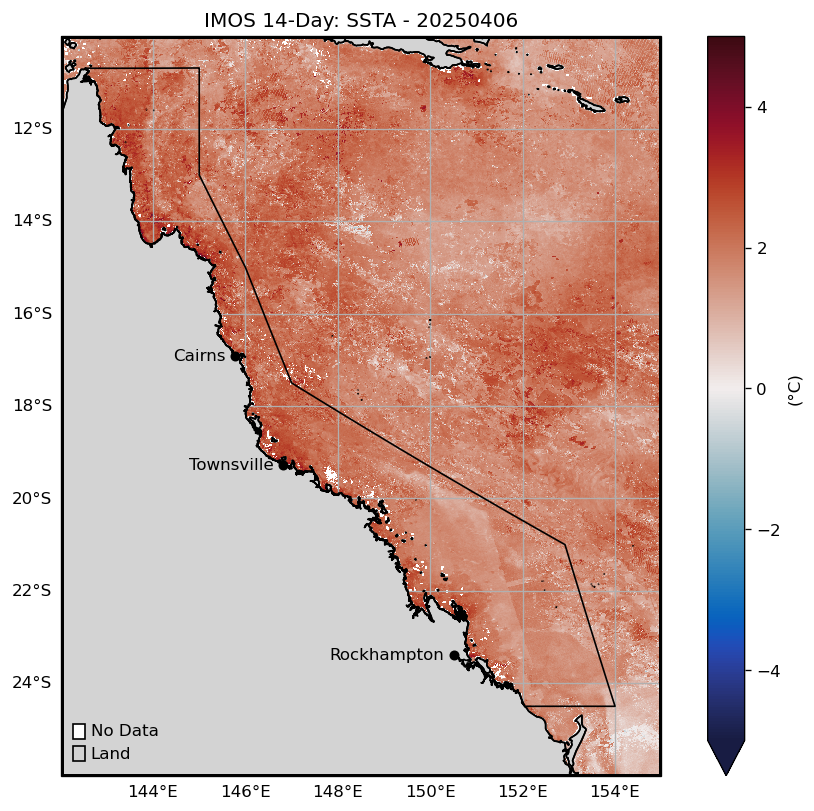 IMOS 14-Day: SSTA - 20250406
12°S
14°S
16°S
18°S
20°S
22°S
24°S
Cairns
Townsville
Rockhampton
No Data
Land
144°E
146°E
148°E
150°E
152°E
154°E
4
2
0
−2
−4
(°C)